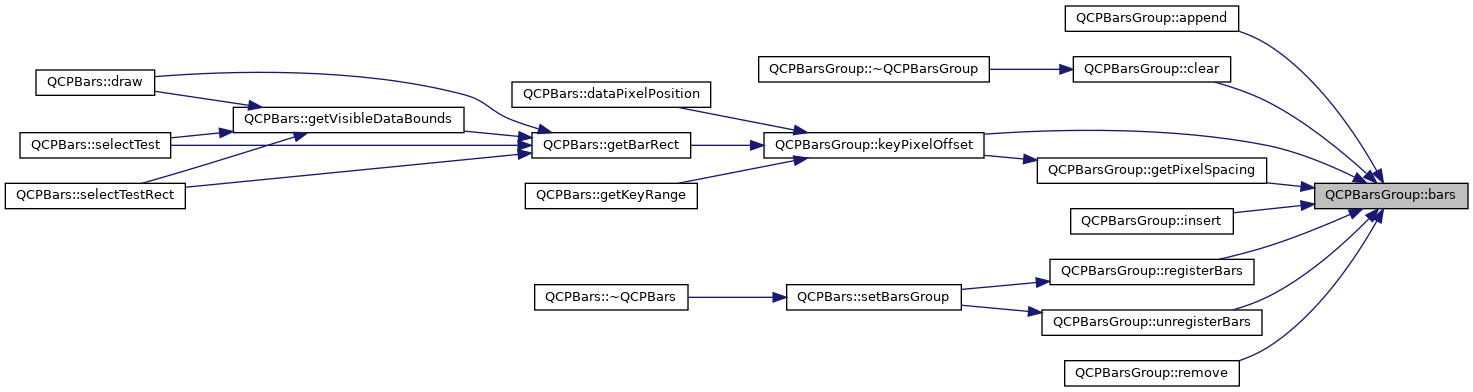 QCPBarsGroup::append
QCPBarsGroup::~QCPBarsGroup
QCPBarsGroup::clear
QCPBars::draw
QCPBars::dataPixelPosition
QCPBars::getVisibleDataBounds
QCPBars::selectTest
QCPBars::getBarRect
QCPBarsGroup::keyPixelOffset
QCPBarsGroup::getPixelSpacing
QCPBars::selectTestRect
QCPBars::getKeyRange
QCPBarsGroup::bars
QCPBarsGroup::insert
QCPBarsGroup::registerBars
QCPBars::~QCPBars
QCPBars::setBarsGroup
QCPBarsGroup::unregisterBars
QCPBarsGroup::remove